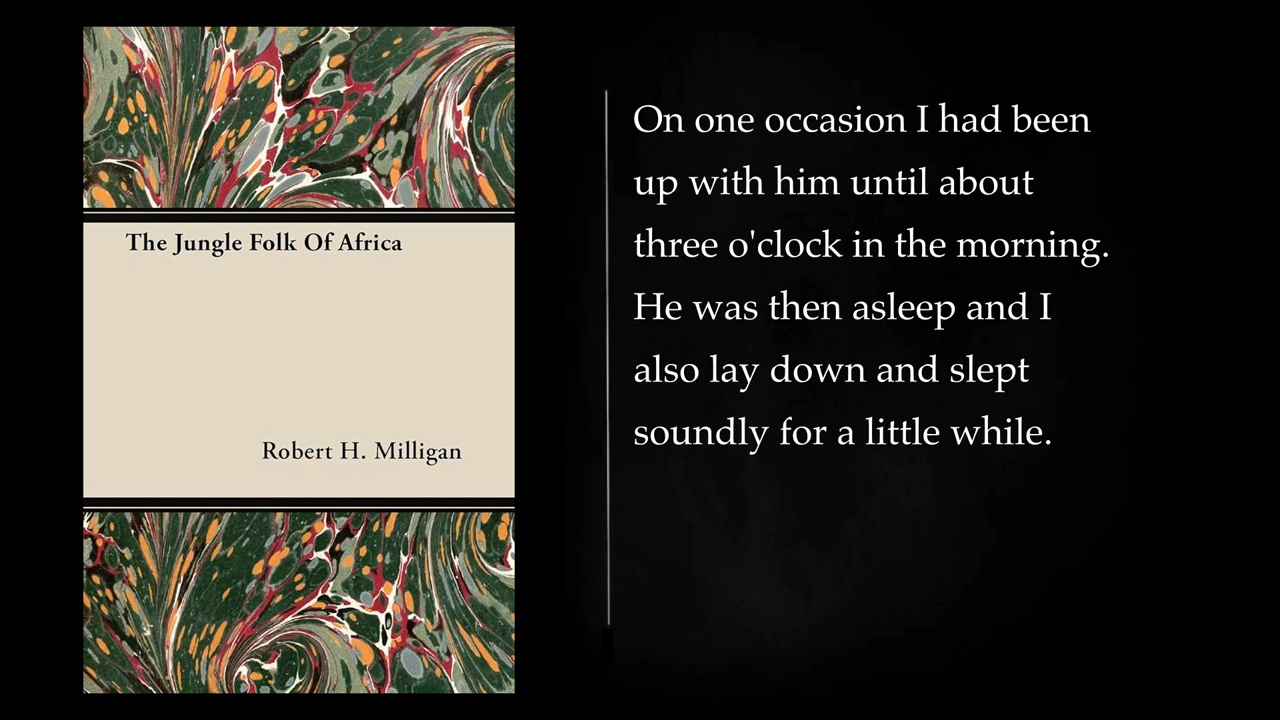 The Jungle Folk Of Africa
Robert H. Milligan
On one occasion I had been
up with him until about
three o'clock in the morning.
He was then asleep and I
also lay down and slept
soundly for a little while.